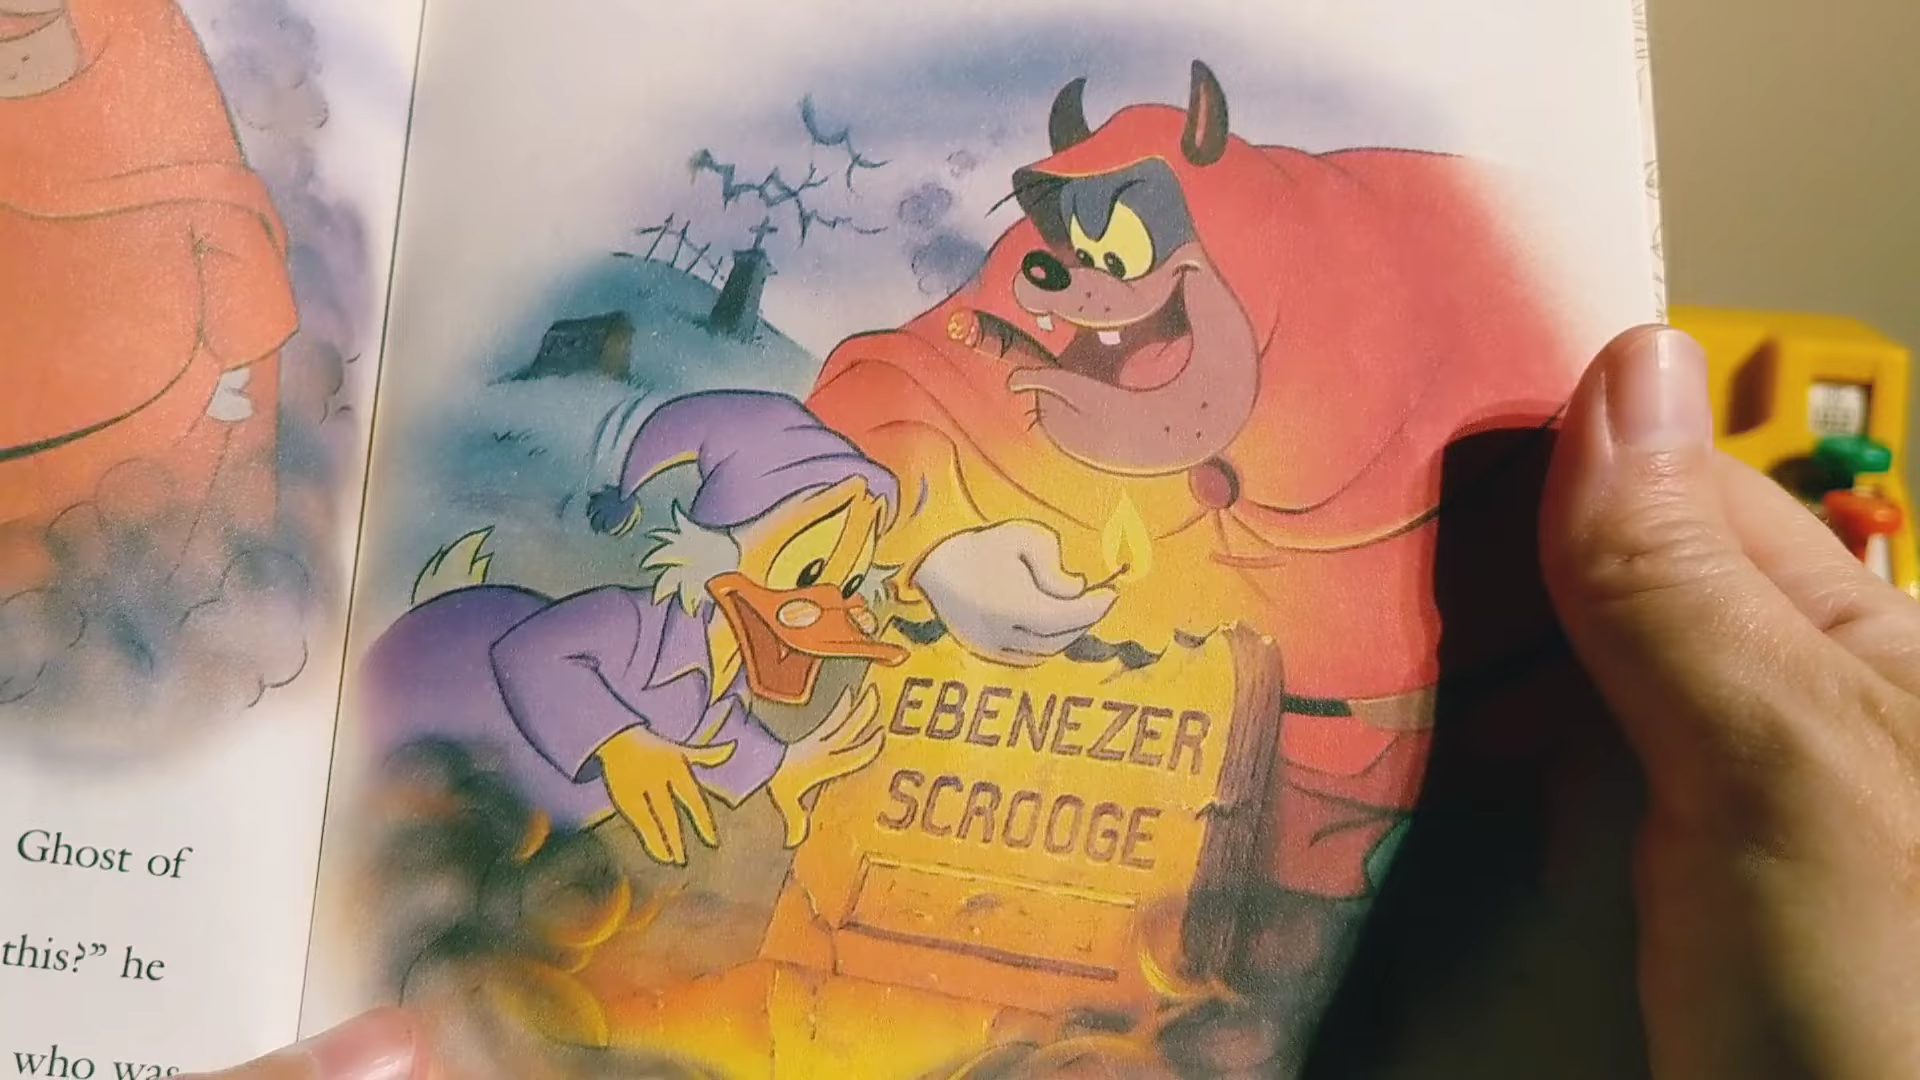 Ghost of
this?” he
who was
EBENEZER
SCROOGE